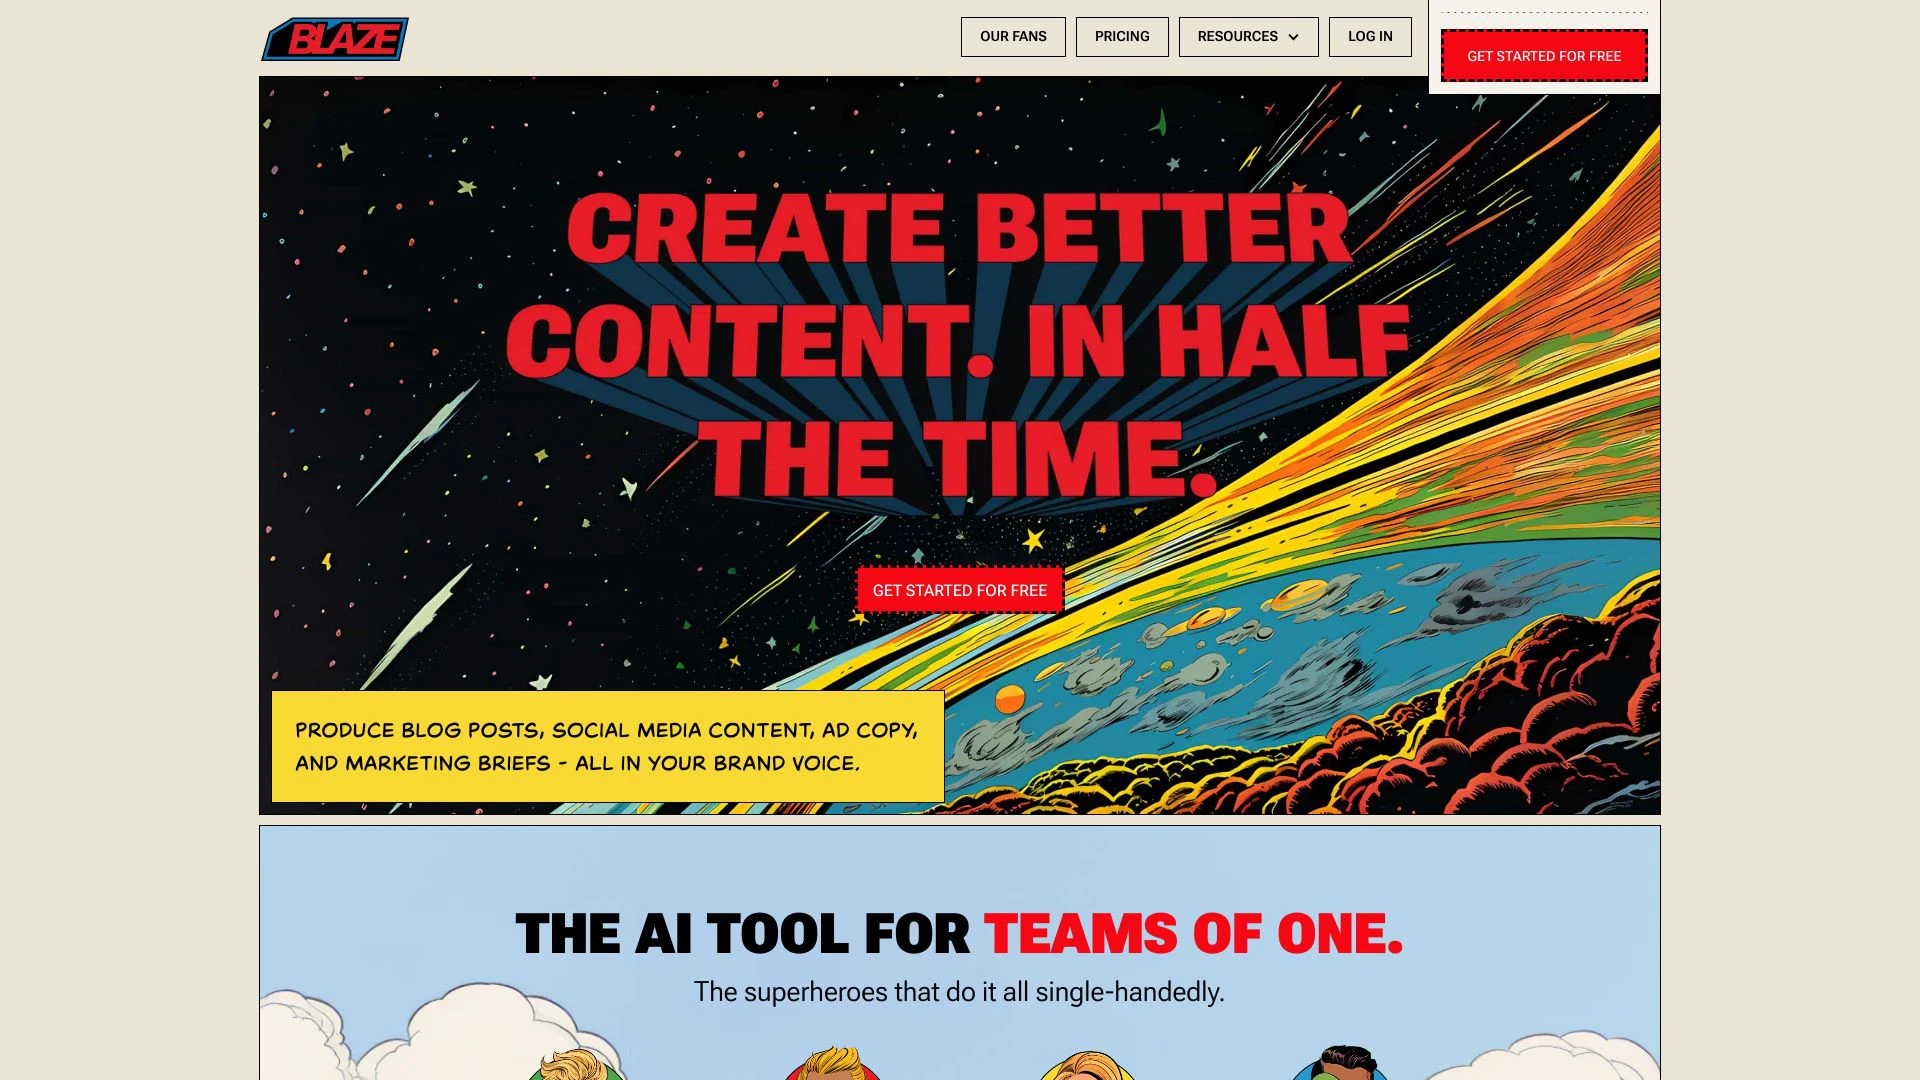 BLAZE
OUR FANS
PRICING
RESOURCES
LOG IN
GET STARTED FOR FREE
CREATE BETTER
CONTENT. IN HALF
THE TIME.
GET STARTED FOR FREE
PRODUCE BLOG POSTS, SOCIAL MEDIA CONTENT, AD COPY,
AND MARKETING BRIEFS - ALL IN YOUR BRAND VOICE.
THE AI TOOL FOR TEAMS OF ONE.
The superheroes that do it all single-handedly.